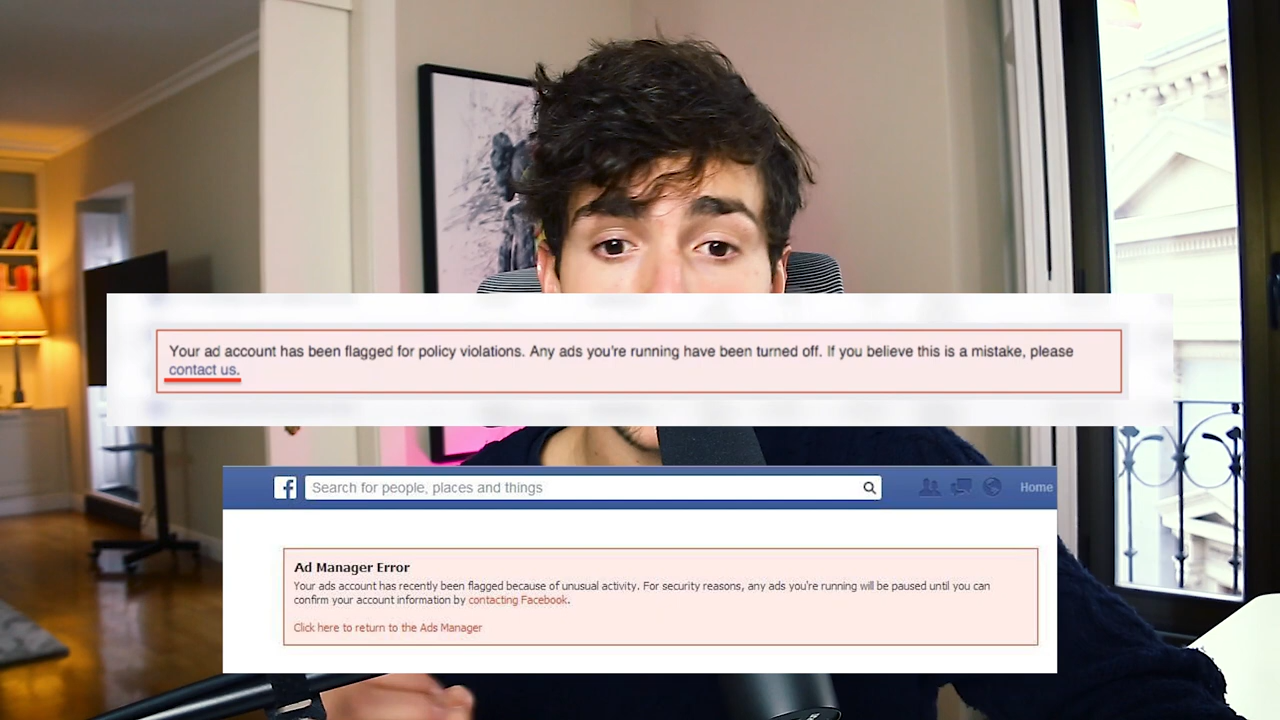 Your ad account has been flagged for policy violations. Any ads you're running have been turned off. If you believe this is a mistake, please
contact us.
f Search for people, places and things Home
Ad Manager Error
Your ads account has recently been flagged because of unusual activity. For security reasons, any ads you're running will be paused until you can
confirm your account information by contacting Facebook.
Click here to return to the Ads Manager